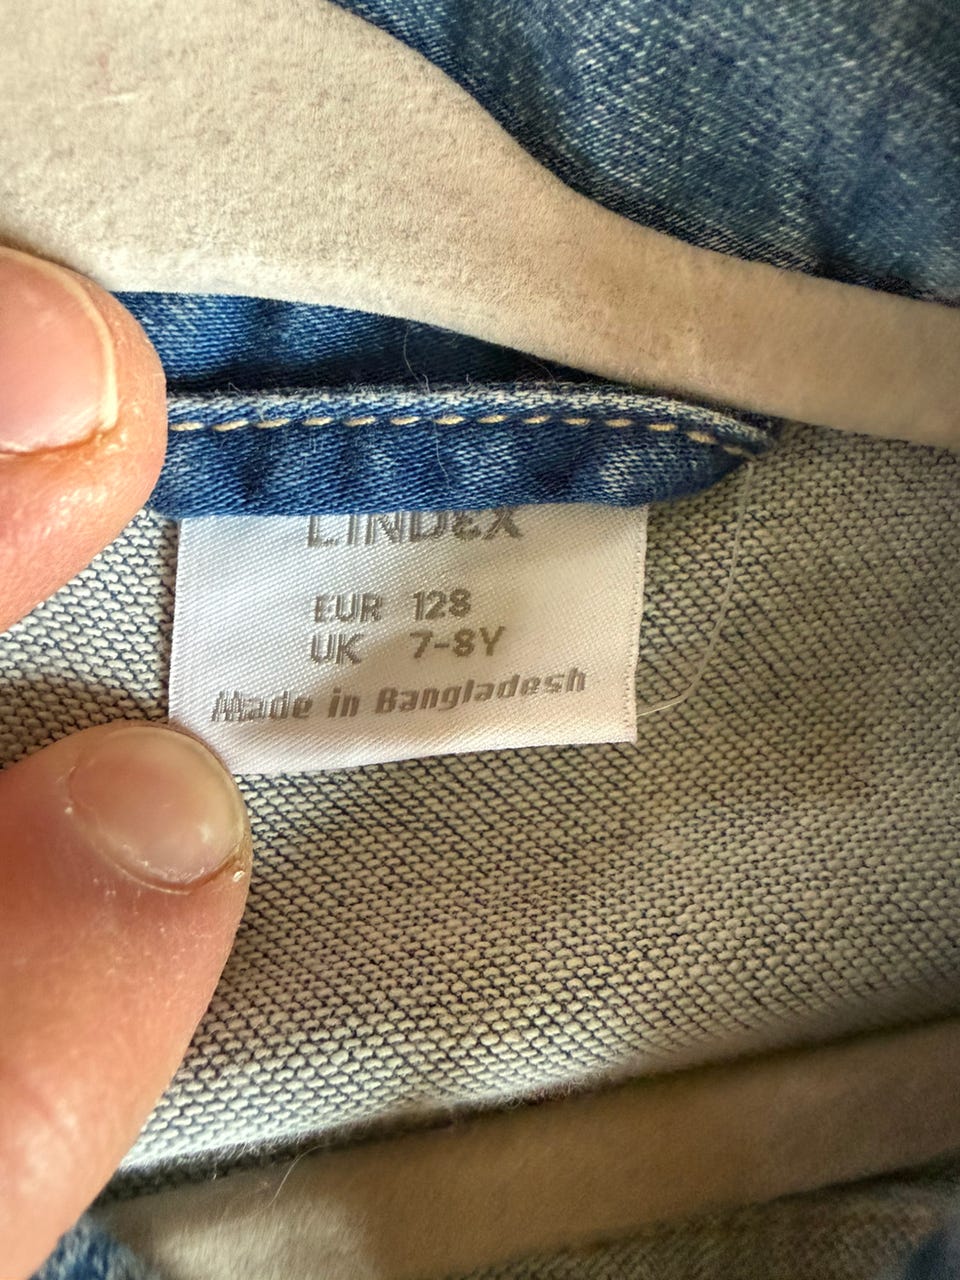 LINDEX
EUR 128
UK 7-8Y
Made in Bangladesh